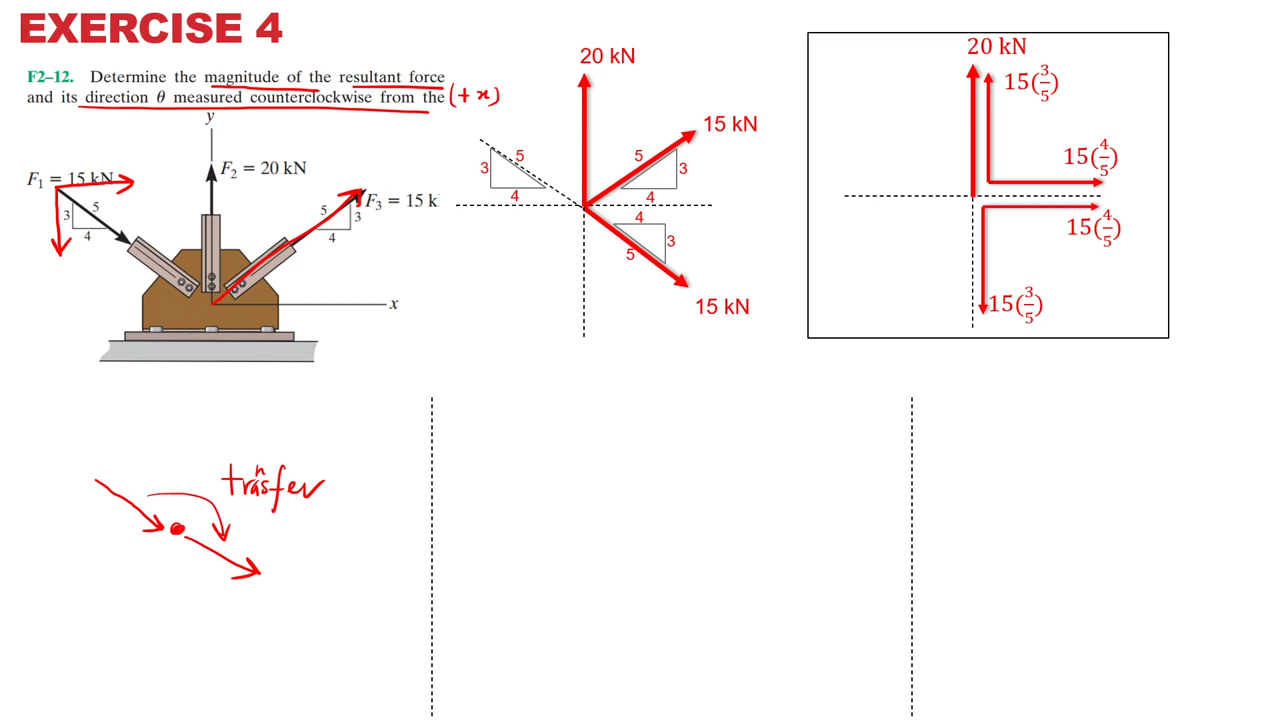 EXERCISE 4
F2–12. Determine the magnitude of the resultant force
and its direction θ measured counterclockwise from the (+x)
y
F₂ = 20 kN
F₁ = 15 kN
3
5
4
F₃ = 15 k
5
3
4
x
20 kN
15 kN
5
3
4
5
3
4
4
3
5
15 kN
20 kN
15(3/5)
15(4/5)
15(4/5)
15(3/5)
trasfer
n